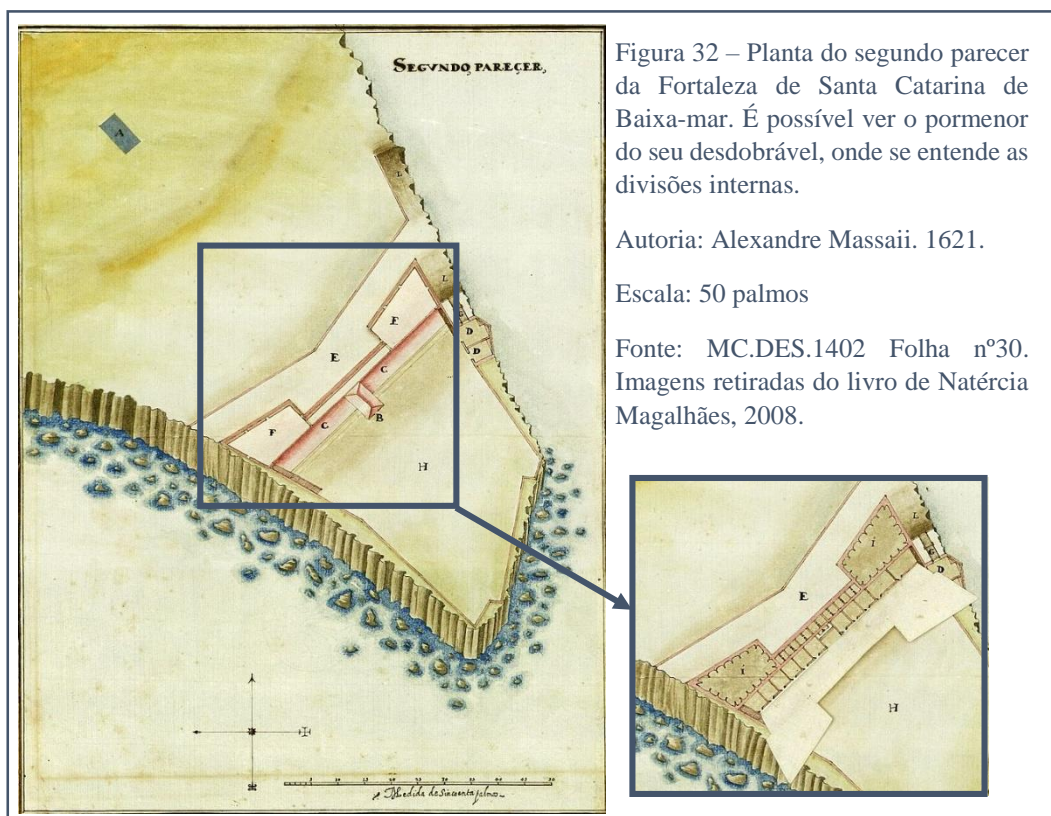 SEGVNDO, PAREÇER,
A
L
L
F
E
D
D
C
B
C
F
H
Medida de Sincoenta palmos
Figura 32 – Planta do segundo parecer
da Fortaleza de Santa Catarina de
Baixa-mar. É possível ver o pormenor
do seu desdobrável, onde se entende as
divisões internas.
Autoria: Alexandre Massaii. 1621.
Escala: 50 palmos
Fonte: MC.DES.1402 Folha nº30.
Imagens retiradas do livro de Natércia
Magalhães, 2008.
L
I
G
D
E
I
H